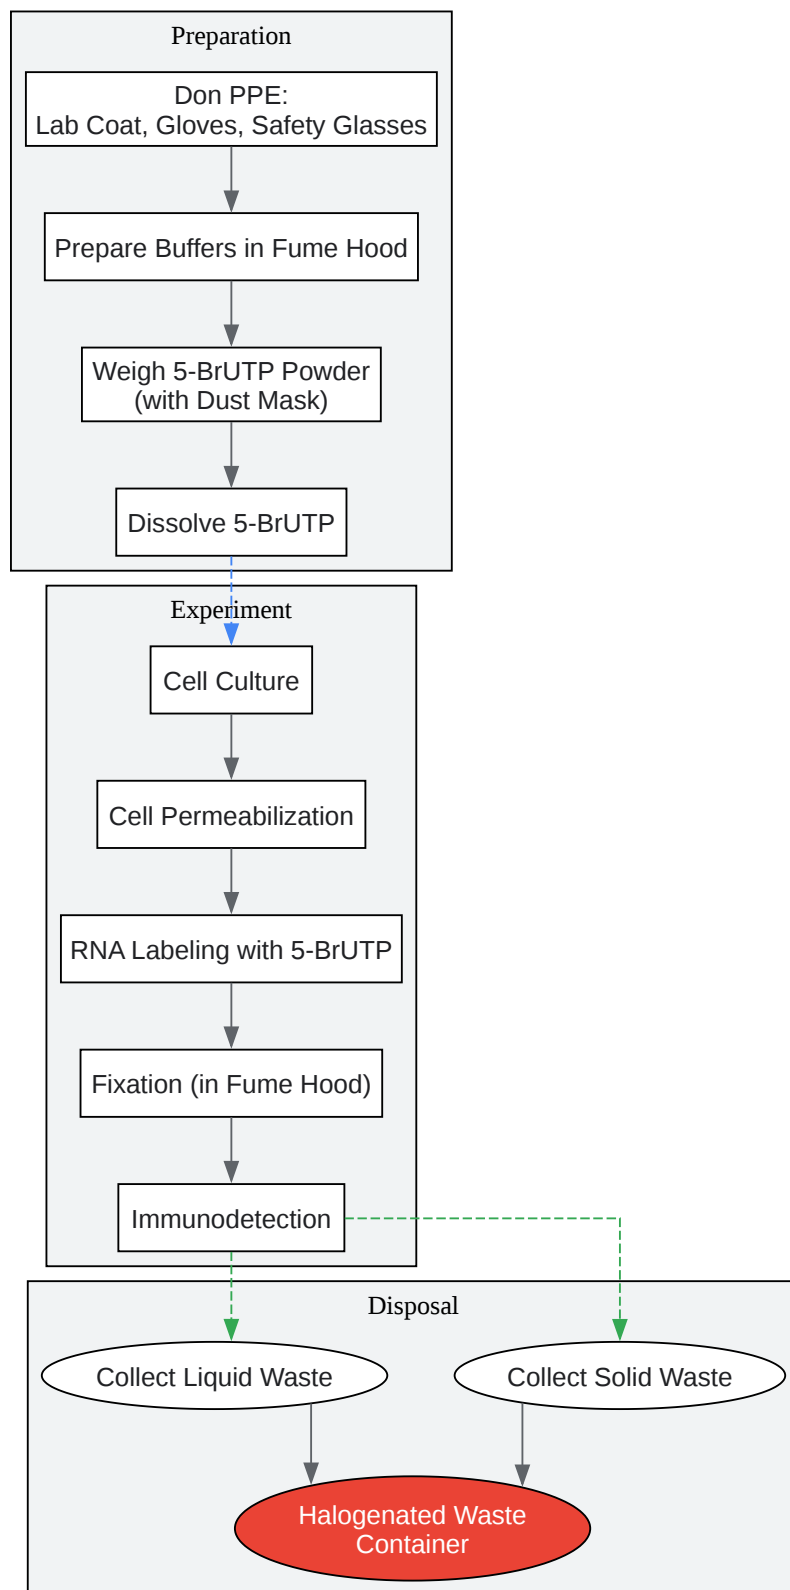 Preparation
Don PPE:
Lab Coat, Gloves, Safety Glasses
Prepare Buffers in Fume Hood
Weigh 5-BrUTP Powder
(with Dust Mask)
Dissolve 5-BrUTP
Experiment
Cell Culture
Cell Permeabilization
RNA Labeling with 5-BrUTP
Fixation (in Fume Hood)
Immunodetection
Disposal
Collect Liquid Waste
Collect Solid Waste
Halogenated Waste
Container